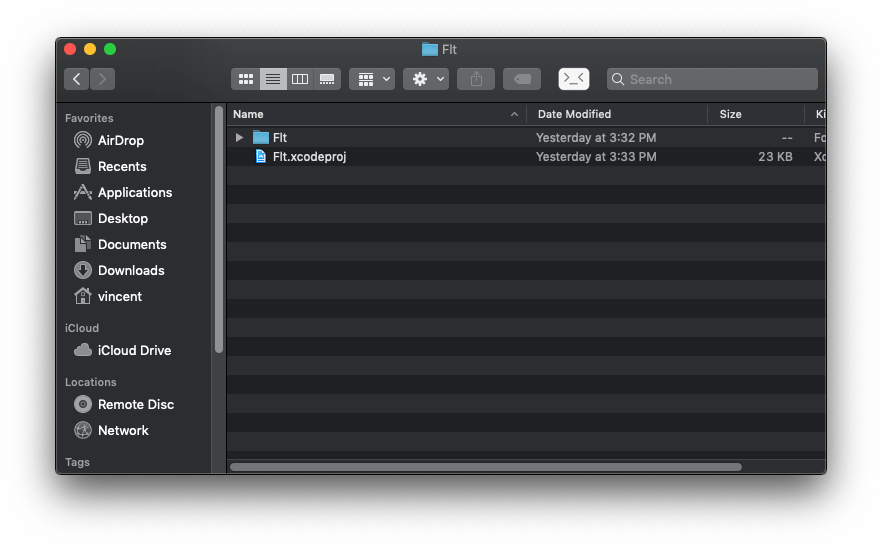 Flt
Search
Favorites
AirDrop
Recents
Applications
Desktop
Documents
Downloads
vincent
iCloud
iCloud Drive
Locations
Remote Disc
Network
Tags
Name Date Modified Size Ki
Flt Yesterday at 3:32 PM -- Fo
Flt.xcodeproj Yesterday at 3:33 PM 23 KB Xc